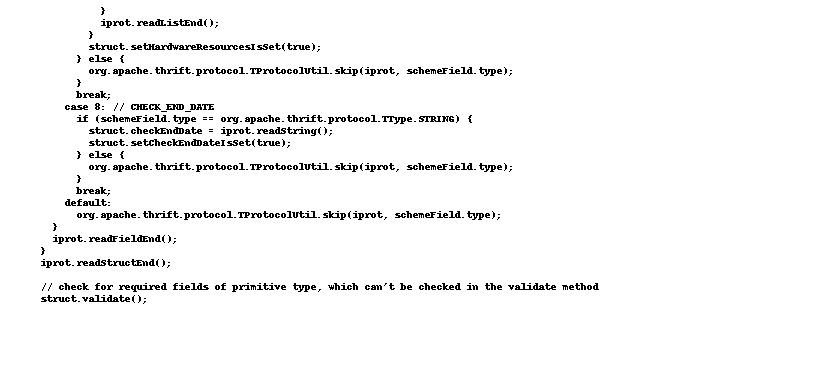 }
iprot.readListEnd();
}
struct.setHardwareResourcesIsSet(true);
} else {
org.apache.thrift.protocol.TProtocolUtil.skip(iprot, schemeField.type);
}
break;
case 8: // CHECK_END_DATE
if (schemeField.type == org.apache.thrift.protocol.TType.STRING) {
struct.checkEndDate = iprot.readString();
struct.setCheckEndDateIsSet(true);
} else {
org.apache.thrift.protocol.TProtocolUtil.skip(iprot, schemeField.type);
}
break;
default:
org.apache.thrift.protocol.TProtocolUtil.skip(iprot, schemeField.type);
}
iprot.readFieldEnd();
}
iprot.readStructEnd();
// check for required fields of primitive type, which can't be checked in the validate method
struct.validate();